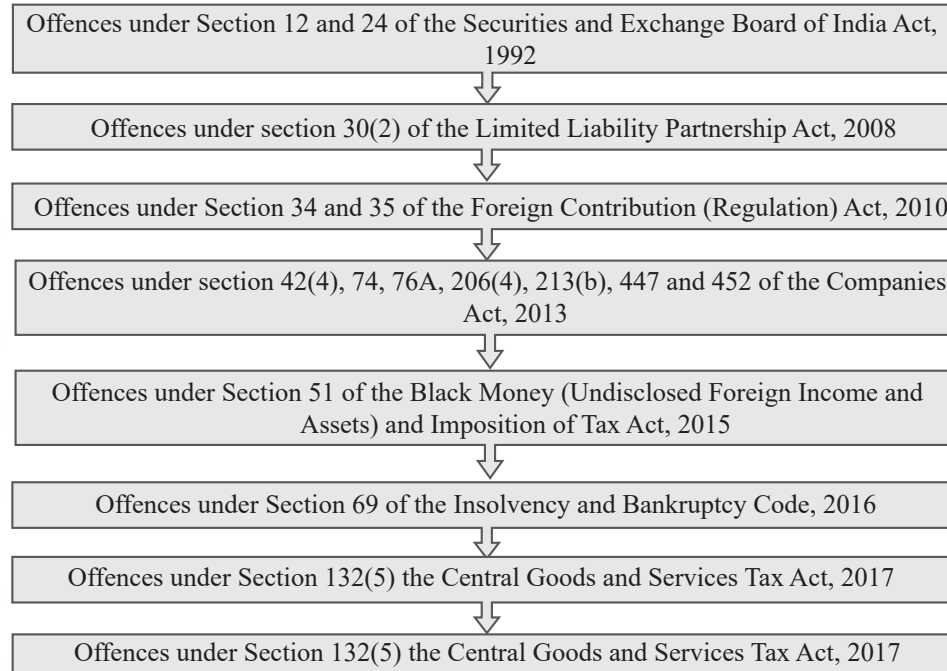 Offences under Section 12 and 24 of the Securities and Exchange Board of India Act,
1992
Offences under section 30(2) of the Limited Liability Partnership Act, 2008
Offences under Section 34 and 35 of the Foreign Contribution (Regulation) Act, 2010
Offences under section 42(4), 74, 76A, 206(4), 213(b), 447 and 452 of the Companies
Act, 2013
Offences under Section 51 of the Black Money (Undisclosed Foreign Income and
Assets) and Imposition of Tax Act, 2015
Offences under Section 69 of the Insolvency and Bankruptcy Code, 2016
Offences under Section 132(5) the Central Goods and Services Tax Act, 2017
Offences under Section 132(5) the Central Goods and Services Tax Act, 2017